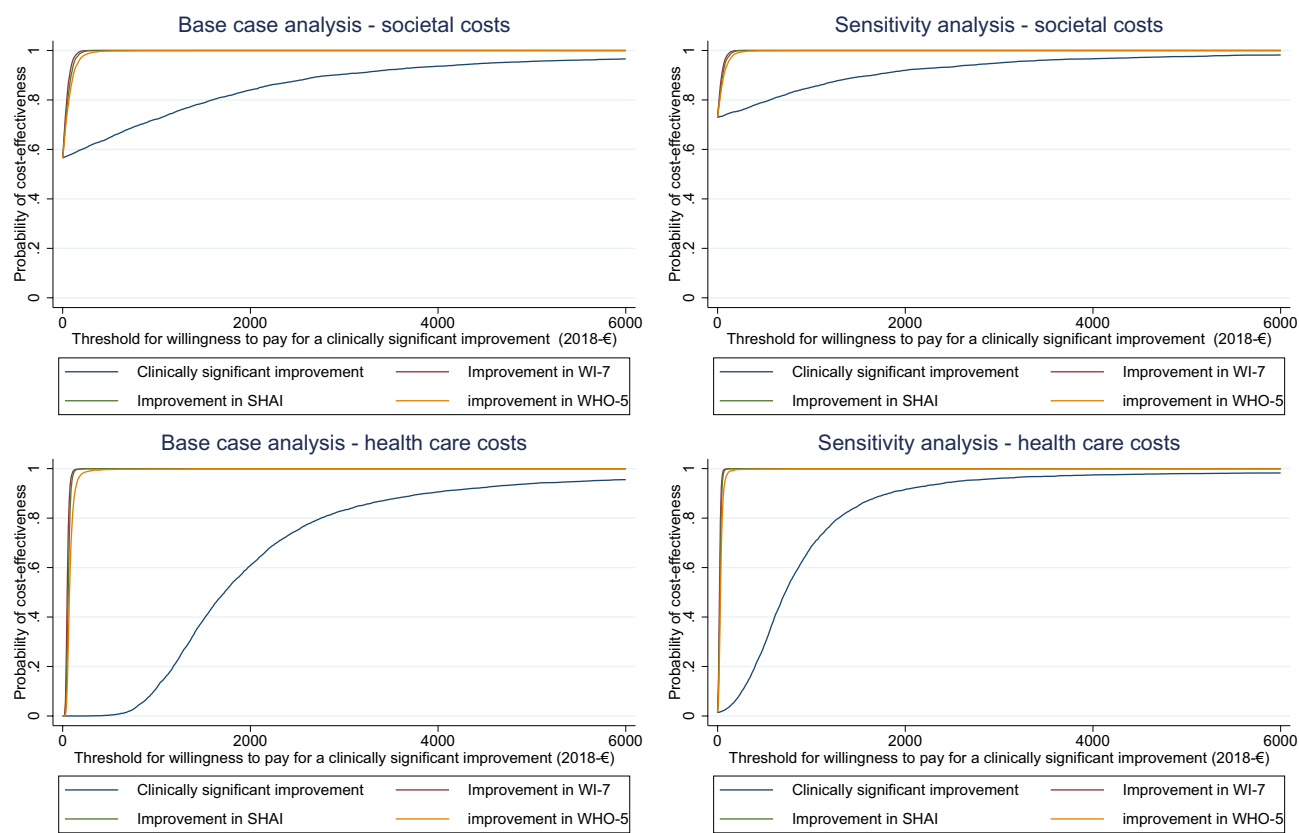 Base case analysis - societal costs
Probability of cost-effectiveness
0 .2 .4 .6 .8 1
0 2000 4000 6000
Threshold for willingness to pay for a clinically significant improvement (2018-€)
Clinically significant improvement Improvement in WI-7
Improvement in SHAI improvement in WHO-5
Sensitivity analysis - societal costs
Probability of cost-effectiveness
0 .2 .4 .6 .8 1
0 2000 4000 6000
Threshold for willingness to pay for a clinically significant improvement (2018-€)
Clinically significant improvement Improvement in WI-7
Improvement in SHAI improvement in WHO-5
Base case analysis - health care costs
Probability of cost-effectiveness
0 .2 .4 .6 .8 1
0 2000 4000 6000
Threshold for willingness to pay for a clinically significant improvement (2018-€)
Clinically significant improvement Improvement in WI-7
Improvement in SHAI improvement in WHO-5
Sensitivity analysis - health care costs
Probability of cost-effectiveness
0 .2 .4 .6 .8 1
0 2000 4000 6000
Threshold for willingness to pay for a clinically significant improvement (2018-€)
Clinically significant improvement Improvement in WI-7
Improvement in SHAI improvement in WHO-5